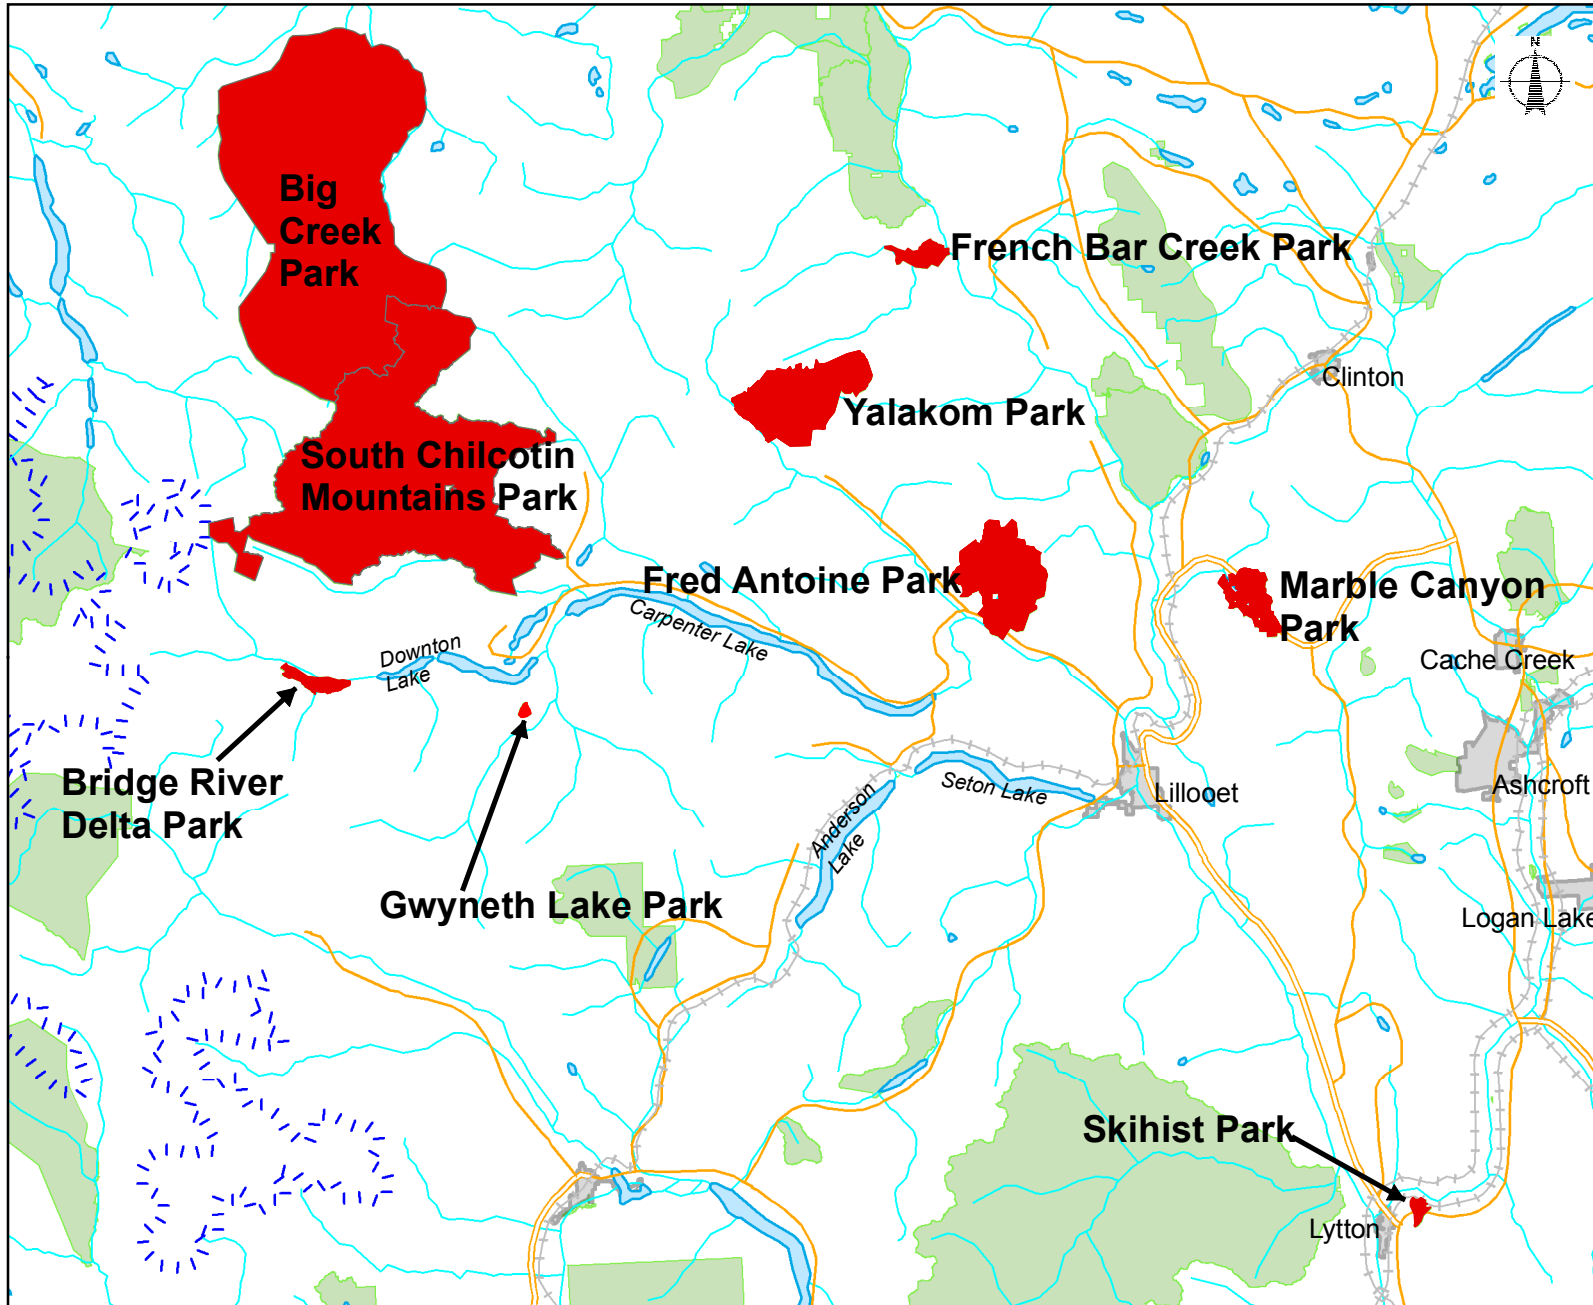 N
Big
Creek
Park
French Bar Creek Park
Clinton
Yalakom Park
South Chilcotin
Mountains Park
Fred Antoine Park
Marble Canyon
Park
Carpenter Lake
Downton
Lake
Cache Creek
Bridge River
Delta Park
Seton Lake
Lillooet
Ashcroft
Anderson
Lake
Gwyneth Lake Park
Logan Lake
Skihist Park
Lytton